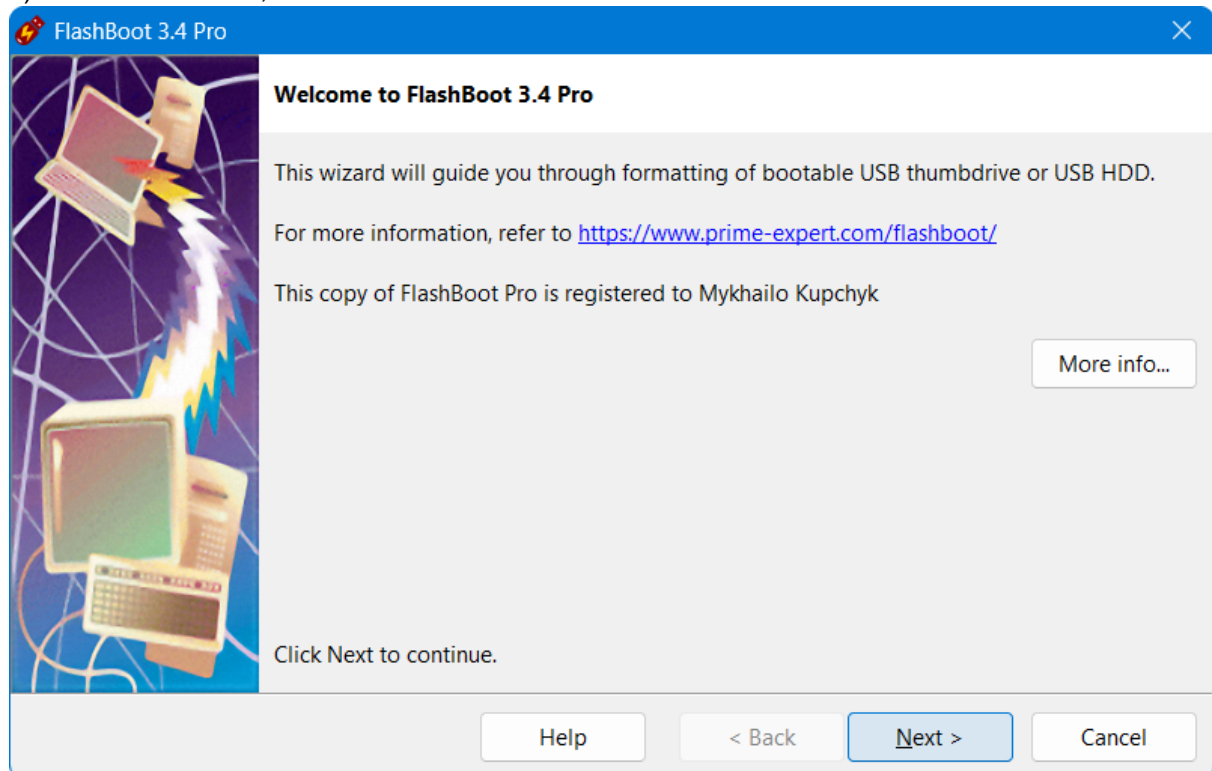 FlashBoot 3.4 Pro
Welcome to FlashBoot 3.4 Pro
This wizard will guide you through formatting of bootable USB thumbdrive or USB HDD.
For more information, refer to https://www.prime-expert.com/flashboot/
This copy of FlashBoot Pro is registered to Mykhailo Kupchyk
More info...
Click Next to continue.
Help < Back Next > Cancel